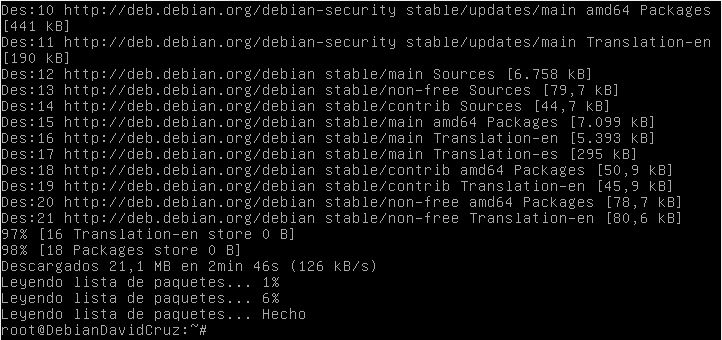 Des:10 http://deb.debian.org/debian-security stable/updates/main amd64 Packages
[441 kB]
Des:11 http://deb.debian.org/debian-security stable/updates/main Translation-en
[190 kB]
Des:12 http://deb.debian.org/debian stable/main Sources [6.758 kB]
Des:13 http://deb.debian.org/debian stable/non-free Sources [79,7 kB]
Des:14 http://deb.debian.org/debian stable/contrib Sources [44,7 kB]
Des:15 http://deb.debian.org/debian stable/main amd64 Packages [7.099 kB]
Des:16 http://deb.debian.org/debian stable/main Translation-en [5.393 kB]
Des:17 http://deb.debian.org/debian stable/main Translation-es [295 kB]
Des:18 http://deb.debian.org/debian stable/contrib amd64 Packages [50,9 kB]
Des:19 http://deb.debian.org/debian stable/contrib Translation-en [45,9 kB]
Des:20 http://deb.debian.org/debian stable/non-free amd64 Packages [78,7 kB]
Des:21 http://deb.debian.org/debian stable/non-free Translation-en [80,6 kB]
97% [16 Translation-en store 0 B]
98% [18 Packages store 0 B]
Descargados 21,1 MB en 2min 46s (126 kB/s)
Leyendo lista de paquetes... 1%
Leyendo lista de paquetes... 6%
Leyendo lista de paquetes... Hecho
root@DebianDavidCruz:~#